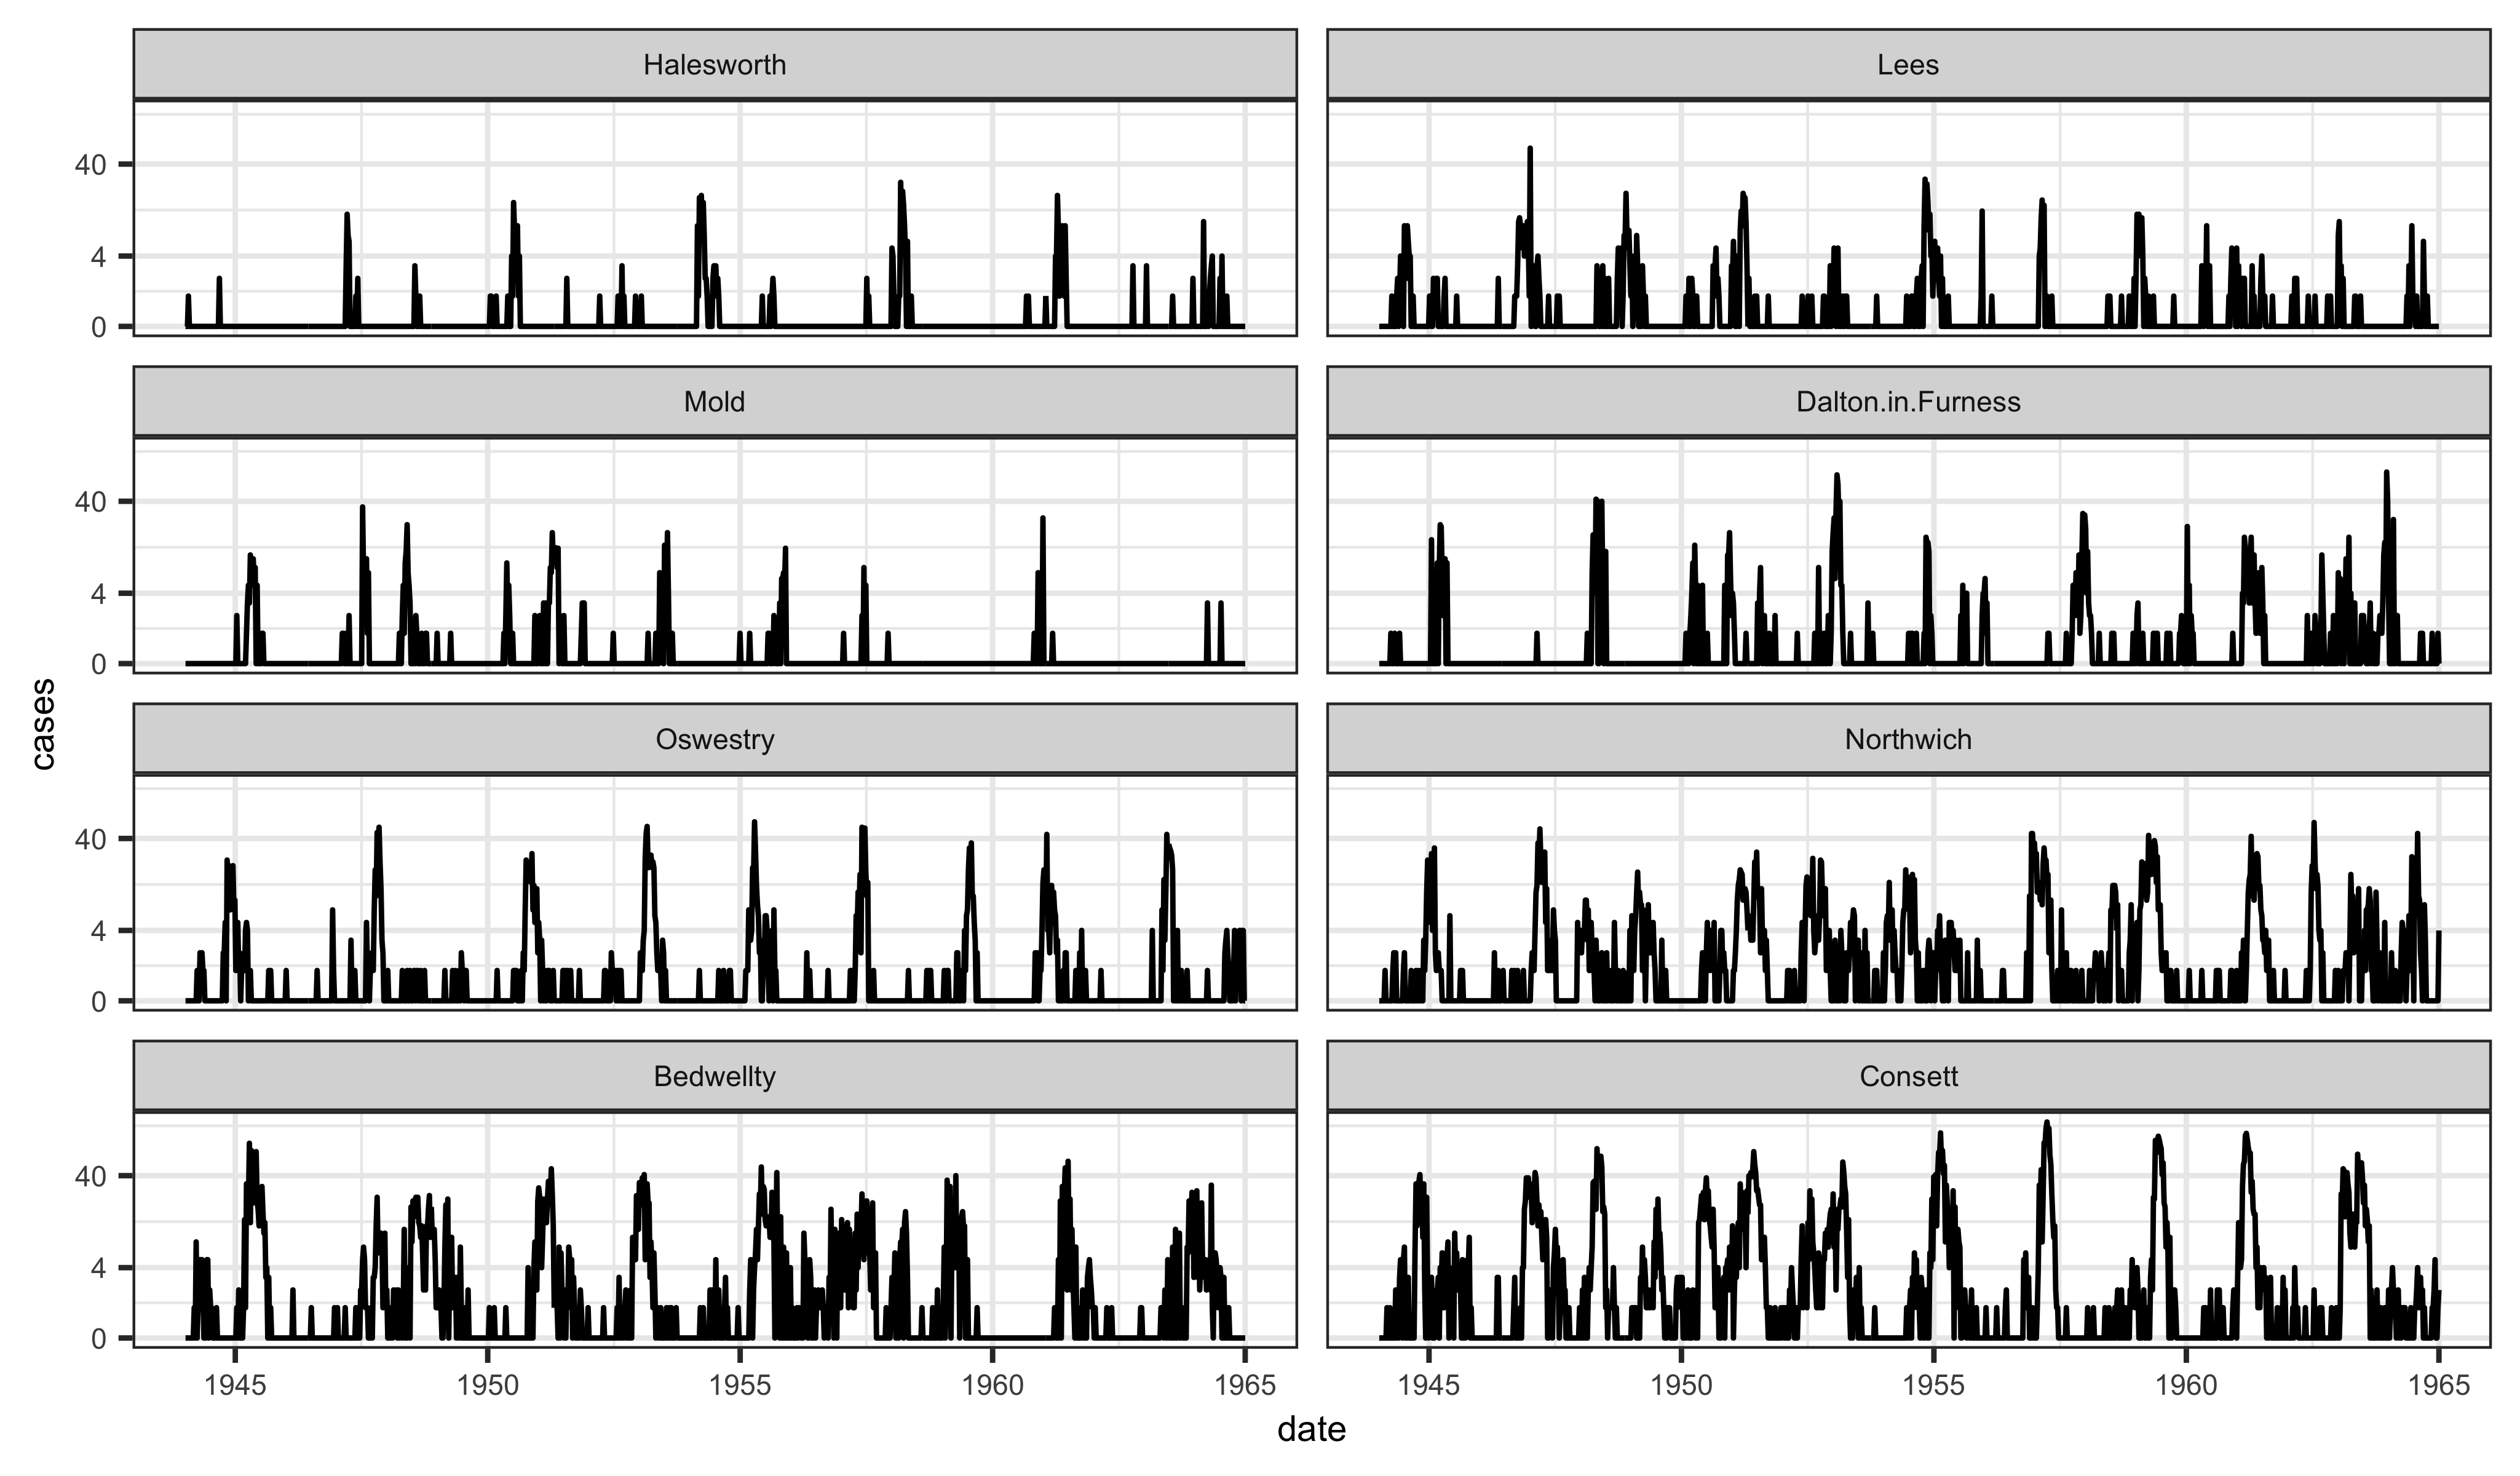 Halesworth
Lees
40
4
0
Mold
Dalton.in.Furness
40
4
0
cases
Oswestry
Northwich
40
4
0
Bedwellty
Consett
40
4
0
1945 1950 1955 1960 1965
1945 1950 1955 1960 1965
date